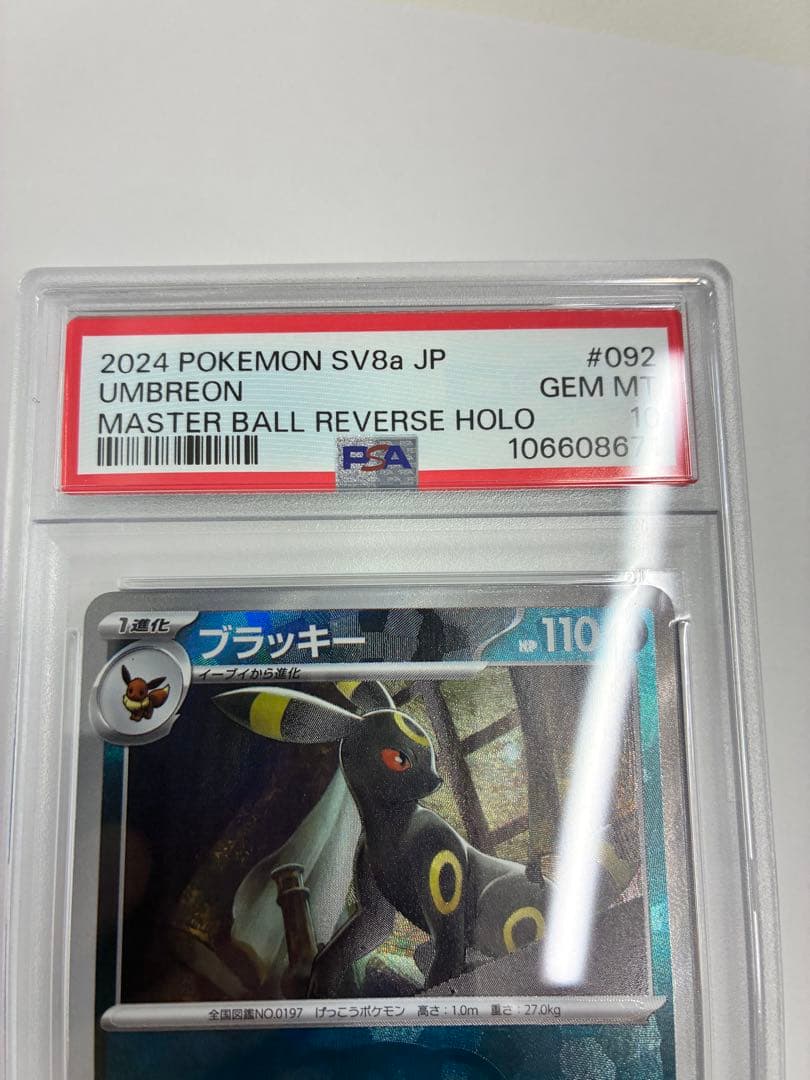 2024 POKEMON SV8a JP #092
UMBREON GEM MT
MASTER BALL REVERSE HOLO 10
PSA
1進化
ブラッキー
HP 110
イーブイから進化
全国図鑑NO.0197 げっこうポケモン 高さ:1.0m 重さ:27.0kg